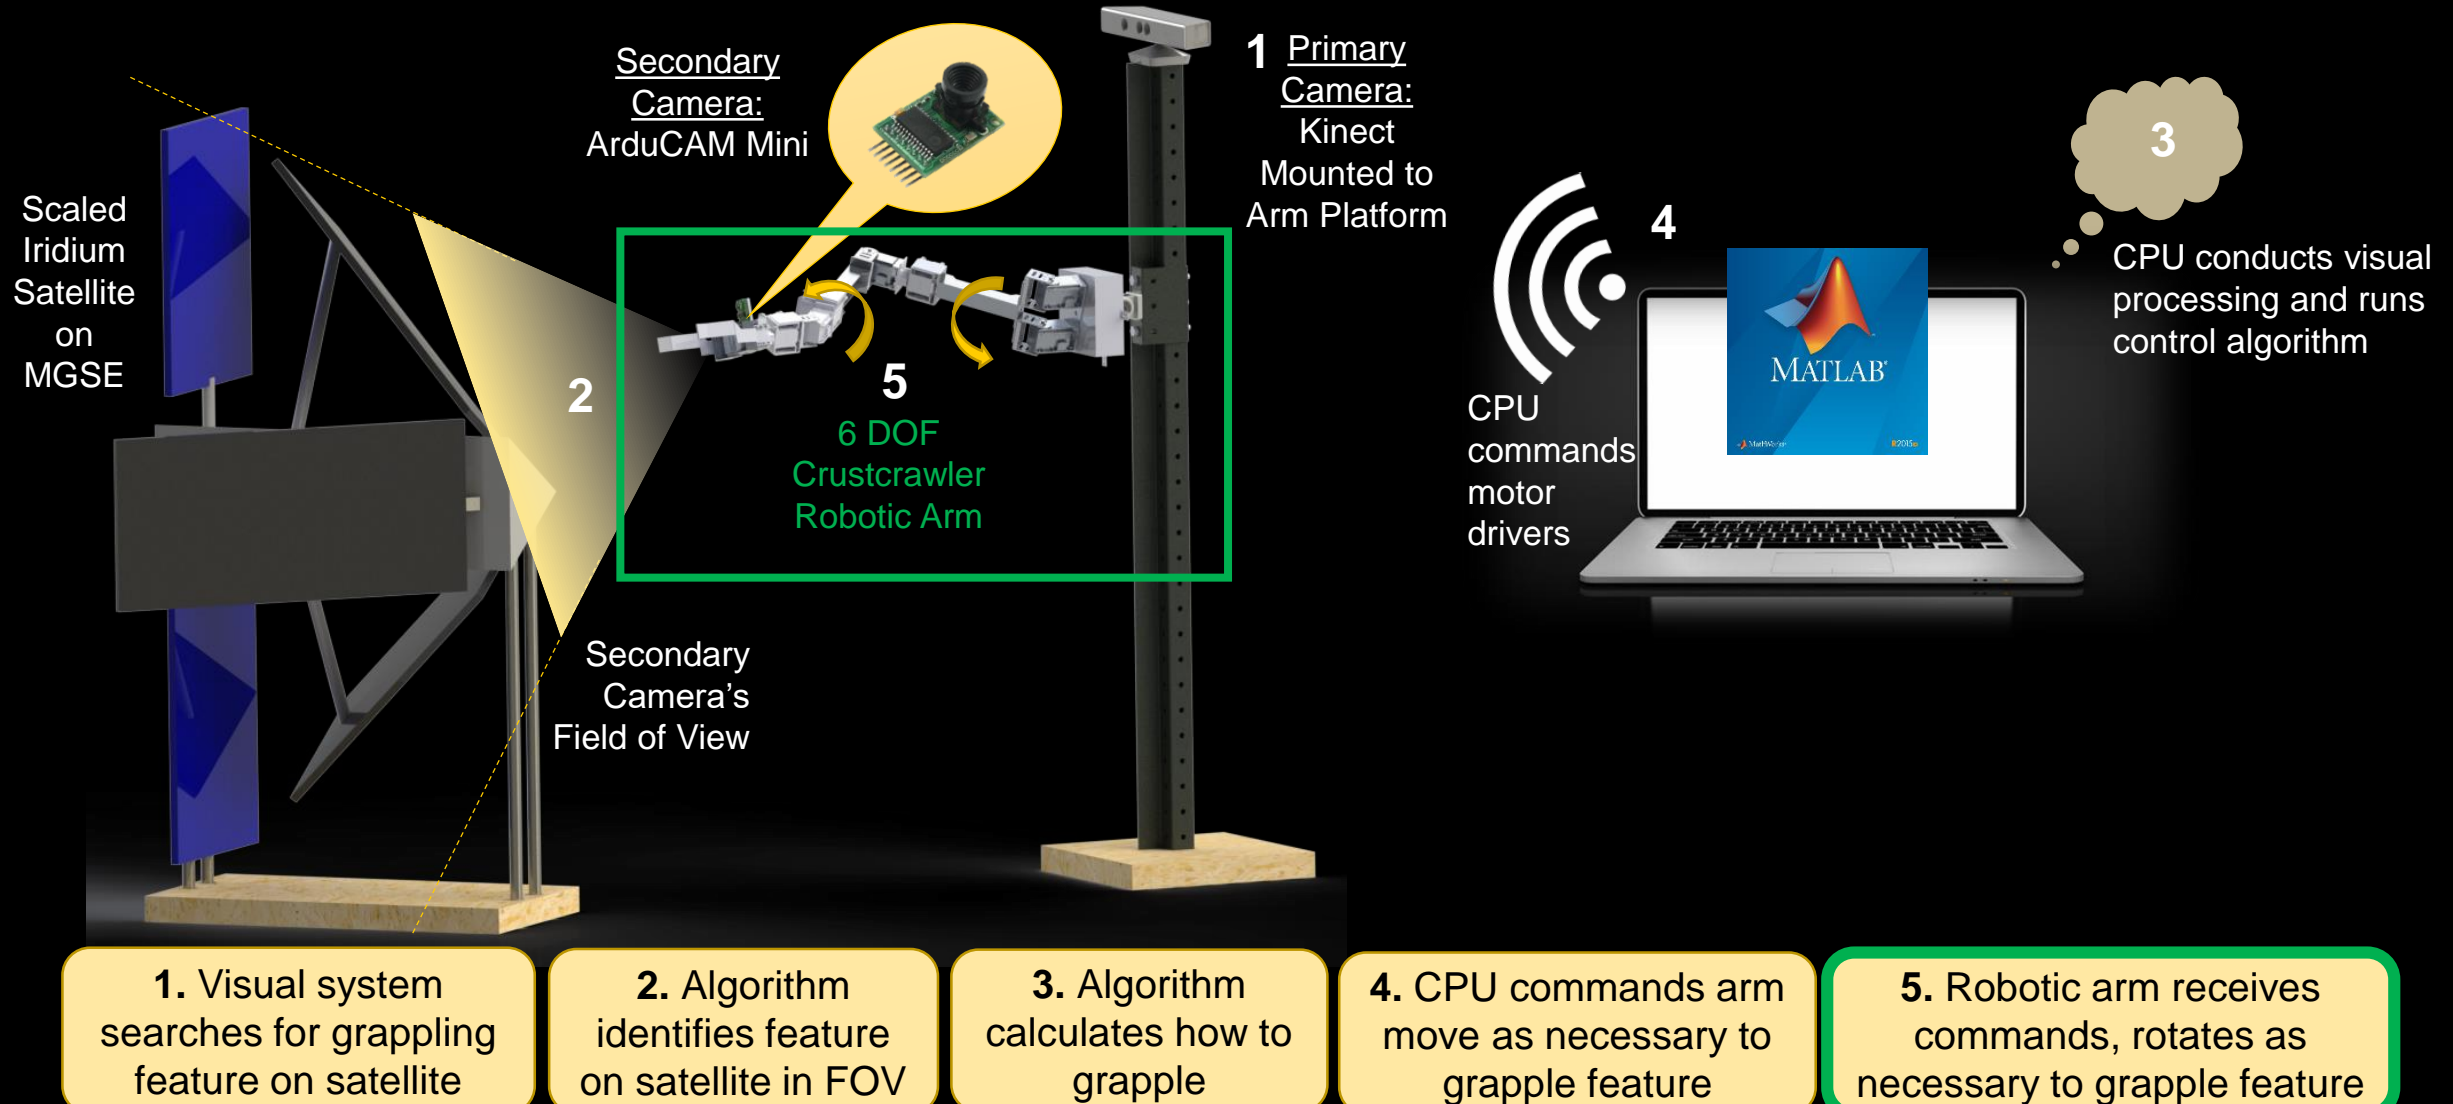 Scaled
Iridium
Satellite
on
MGSE
Secondary
Camera:
ArduCAM Mini
1 Primary
Camera:
Kinect
Mounted to
Arm Platform
2
5
6 DOF
Crustcrawler
Robotic Arm
Secondary
Camera’s
Field of View
4
CPU
commands
motor
drivers
MATLAB®
MathWorks
R2015a
3
CPU conducts visual
processing and runs
control algorithm
1. Visual system
searches for grappling
feature on satellite
2. Algorithm
identifies feature
on satellite in FOV
3. Algorithm
calculates how to
grapple
4. CPU commands arm
move as necessary to
grapple feature
5. Robotic arm receives
commands, rotates as
necessary to grapple feature